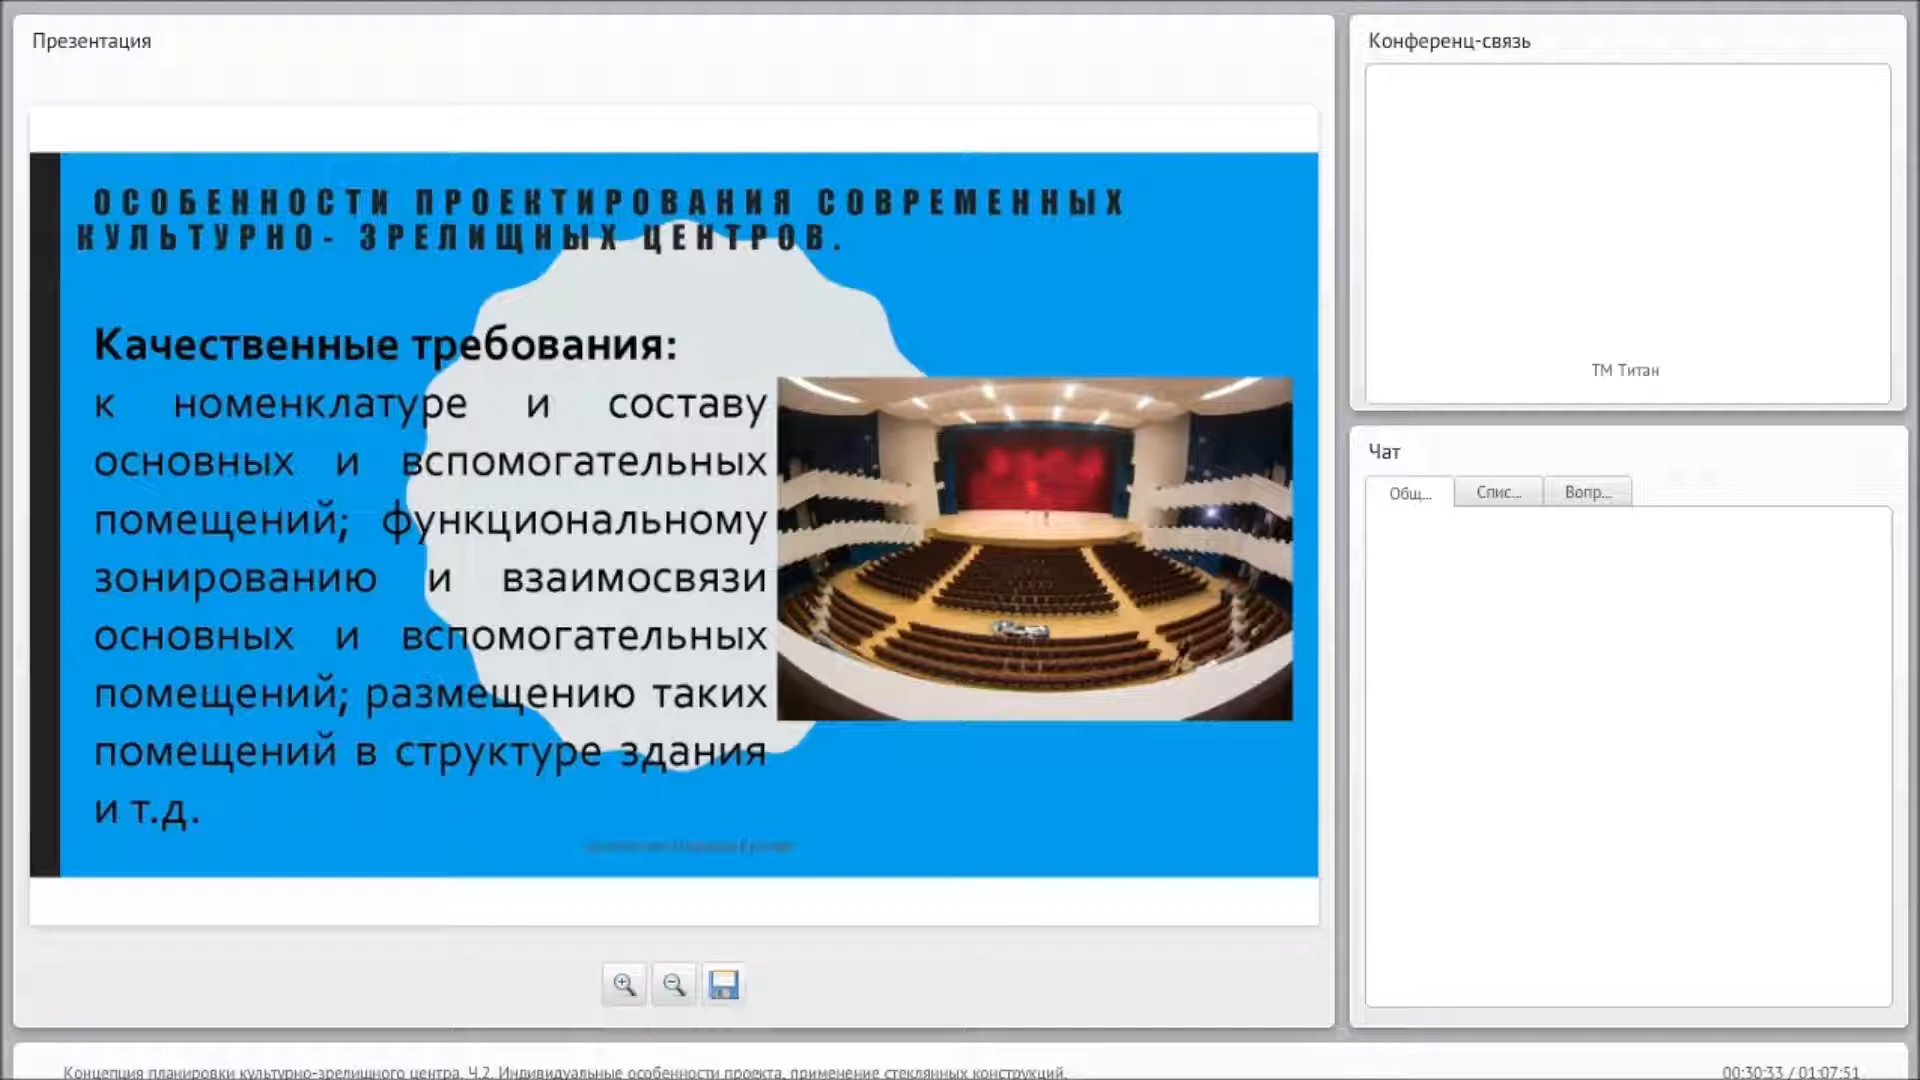 Презентация
ОСОБЕННОСТИ ПРОЕКТИРОВАНИЯ СОВРЕМЕННЫХ
КУЛЬТУРНО- ЗРЕЛИЩНЫХ ЦЕНТРОВ.
Качественные требования:
к номенклатуре и составу
основных и вспомогательных
помещений; функциональному
зонированию и взаимосвязи
основных и вспомогательных
помещений; размещению таких
помещений в структуре здания
и т.д.
Конференц-связь
ТМ Титан
Чат
Общ...
Спис...
Вопр...
Концепция планировки культурно-зрелищного центра. Ч.2. Индивидуальные особенности проекта, применение стеклянных конструкций.
00:30:33 / 01:07:51